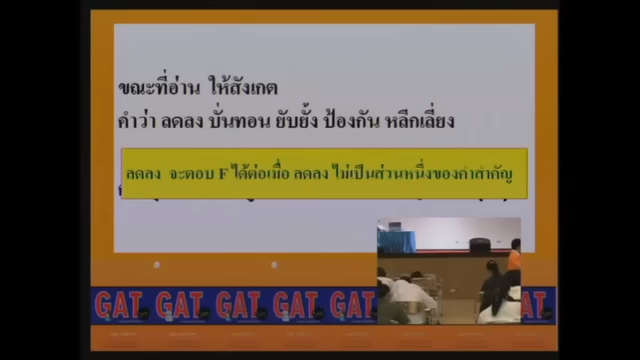 ขณะที่อ่าน ให้สังเกต
คำว่า ลดลง บั่นทอน ยับยั้ง ป้องกัน หลีกเลี่ยง
ลดลง จะตอบ F ได้ต่อเมื่อ ลดลง ไม่เป็นส่วนหนึ่งของคำสำคัญ
GAT GAT GAT GAT GAT GAT